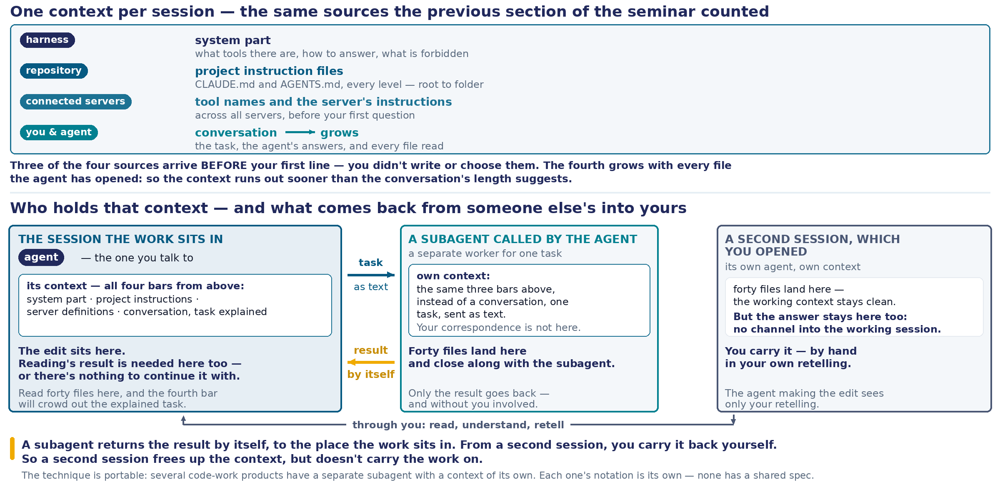 One context per session — the same sources the previous section of the seminar counted
harness
system part
what tools there are, how to answer, what is forbidden
repository
project instruction files
CLAUDE.md and AGENTS.md, every level — root to folder
connected servers
tool names and the server's instructions
across all servers, before your first question
you & agent
conversation grows
the task, the agent's answers, and every file read
Three of the four sources arrive BEFORE your first line — you didn't write or choose them. The fourth grows with every file
the agent has opened: so the context runs out sooner than the conversation's length suggests.
Who holds that context — and what comes back from someone else's into yours
THE SESSION THE WORK SITS IN
agent — the one you talk to
its context — all four bars from above:
system part · project instructions ·
server definitions · conversation, task explained
The edit sits here.
Reading's result is needed here too —
or there's nothing to continue it with.
Read forty files here, and the fourth bar
will crowd out the explained task.
task
as text
result
by itself
A SUBAGENT CALLED BY THE AGENT
a separate worker for one task
own context:
the same three bars above,
instead of a conversation, one
task, sent as text.
Your correspondence is not here.
Forty files land here
and close along with the subagent.
Only the result goes back —
and without you involved.
A SECOND SESSION, WHICH
YOU OPENED
its own agent, own context
forty files land here —
the working context stays clean.
But the answer stays here too:
no channel into the working session.
You carry it — by hand
in your own retelling.
The agent making the edit sees
only your retelling.
through you: read, understand, retell
A subagent returns the result by itself, to the place the work sits in. From a second session, you carry it back yourself.
So a second session frees up the context, but doesn't carry the work on.
The technique is portable: several code-work products have a separate subagent with a context of its own. Each one's notation is its own — none has a shared spec.